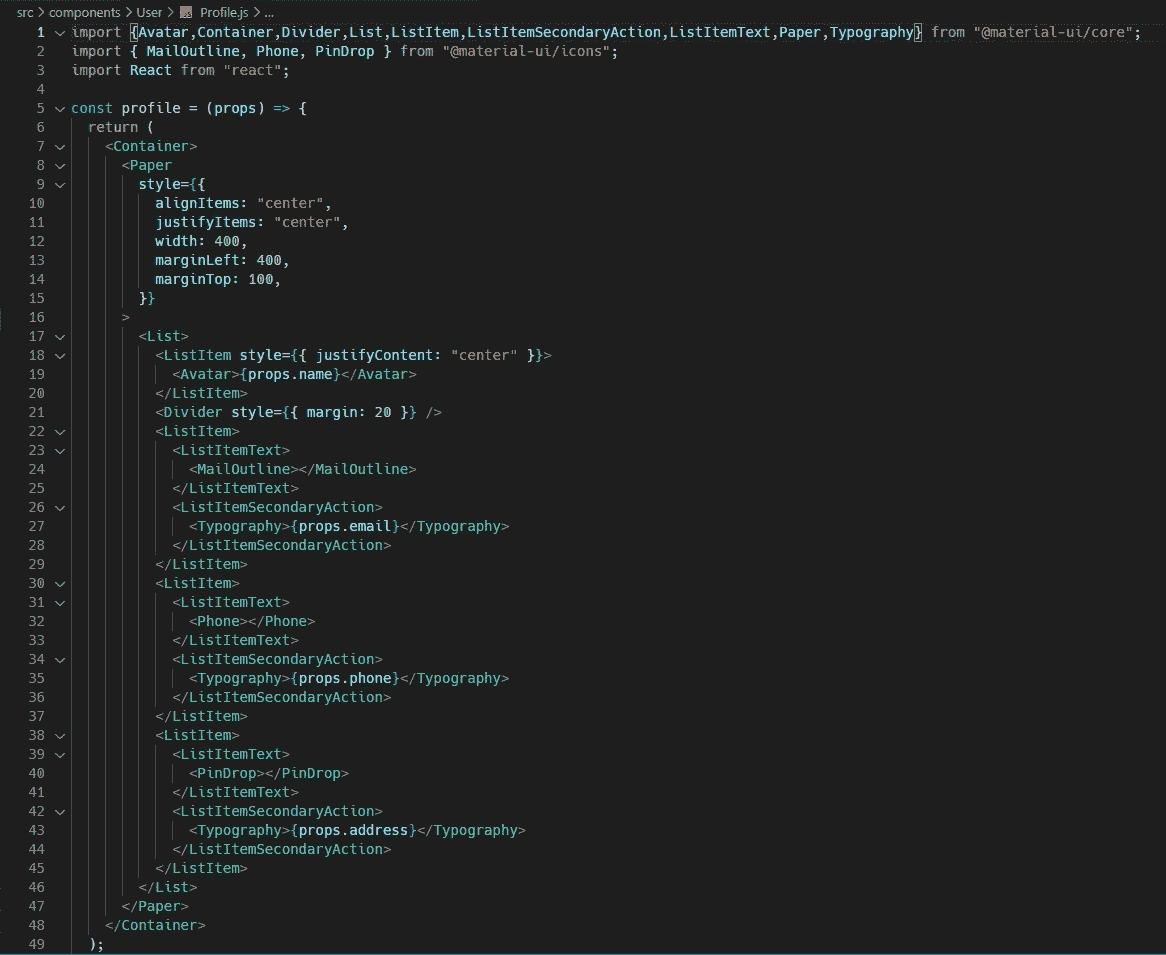 src > components > User > Profile.js > ...
1 import {Avatar,Container,Divider,List,ListItem,ListItemSecondaryAction,ListItemText,Paper,Typography} from "@material-ui/core";
2 import { MailOutline, Phone, PinDrop } from "@material-ui/icons";
3 import React from "react";
4
5 const profile = (props) => {
6   return (
7     <Container>
8       <Paper
9         style={{
10           alignItems: "center",
11           justifyItems: "center",
12           width: 400,
13           marginLeft: 400,
14           marginTop: 100,
15         }}
16       >
17         <List>
18           <ListItem style={{ justifyContent: "center" }}>
19             <Avatar>{props.name}</Avatar>
20           </ListItem>
21           <Divider style={{ margin: 20 }} />
22           <ListItem>
23             <ListItemText>
24               <MailOutline></MailOutline>
25             </ListItemText>
26             <ListItemSecondaryAction>
27               <Typography>{props.email}</Typography>
28             </ListItemSecondaryAction>
29           </ListItem>
30           <ListItem>
31             <ListItemText>
32               <Phone></Phone>
33             </ListItemText>
34             <ListItemSecondaryAction>
35               <Typography>{props.phone}</Typography>
36             </ListItemSecondaryAction>
37           </ListItem>
38           <ListItem>
39             <ListItemText>
40               <PinDrop></PinDrop>
41             </ListItemText>
42             <ListItemSecondaryAction>
43               <Typography>{props.address}</Typography>
44             </ListItemSecondaryAction>
45           </ListItem>
46         </List>
47       </Paper>
48     </Container>
49   );